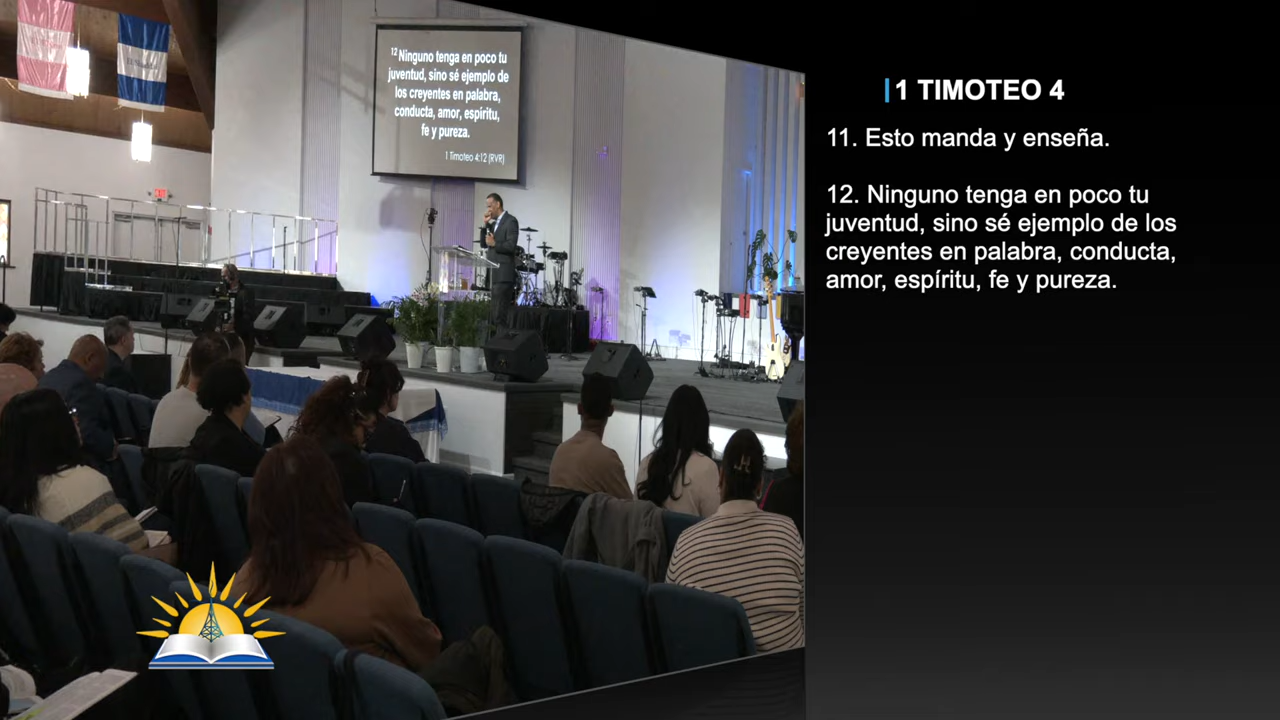 12 Ninguno tenga en poco tu
juventud, sino sé ejemplo de
los creyentes en palabra,
conducta, amor, espíritu,
fe y pureza.
1 Timoteo 4:12 (RVR)
1 TIMOTEO 4
11. Esto manda y enseña.
12. Ninguno tenga en poco tu
juventud, sino sé ejemplo de los
creyentes en palabra, conducta,
amor, espíritu, fe y pureza.